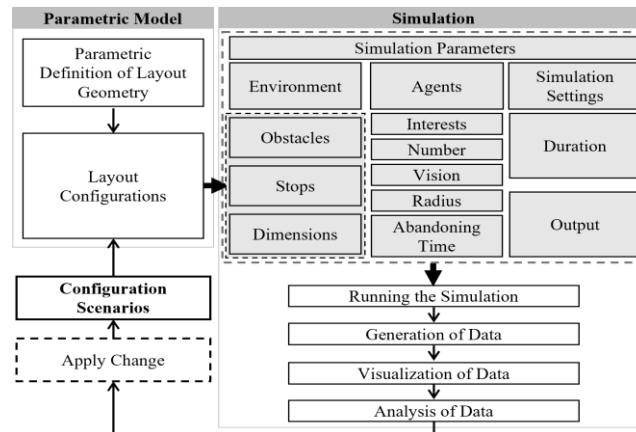 Parametric Model
Parametric
Definition of Layout
Geometry
Layout
Configurations
Configuration
Scenarios
Apply Change
Simulation
Simulation Parameters
Environment
Agents
Simulation
Settings
Obstacles
Stops
Dimensions
Interests
Number
Vision
Radius
Abandoning
Time
Duration
Output
Running the Simulation
Generation of Data
Visualization of Data
Analysis of Data